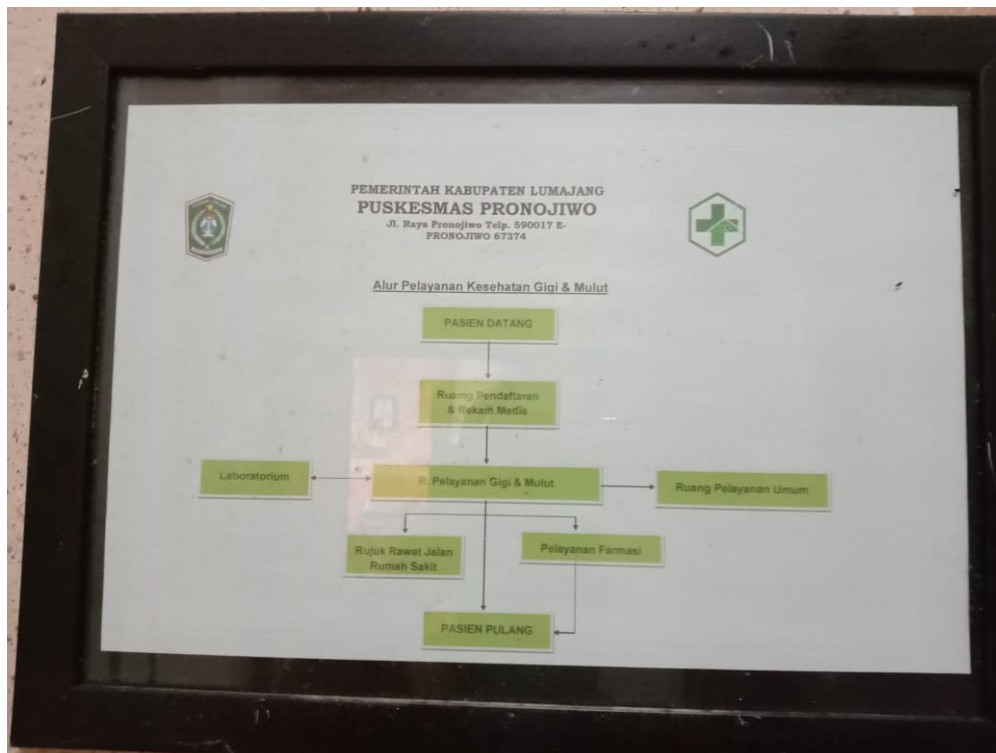 PEMERINTAH KABUPATEN LUMAJANG
PUSKESMAS PRONOJIWO
Jl. Raya Pronojiwo Telp. 590017 E-
PRONOJIWO 67374
Alur Pelayanan Kesehatan Gigi & Mulut
PASIEN DATANG
Ruang Pendaftaran
& Rekam Medis
Laboratorium
R. Pelayanan Gigi & Mulut
Ruang Pelayanan Umum
Rujuk Rawat Jalan
Rumah Sakit
Pelayanan Farmasi
PASIEN PULANG